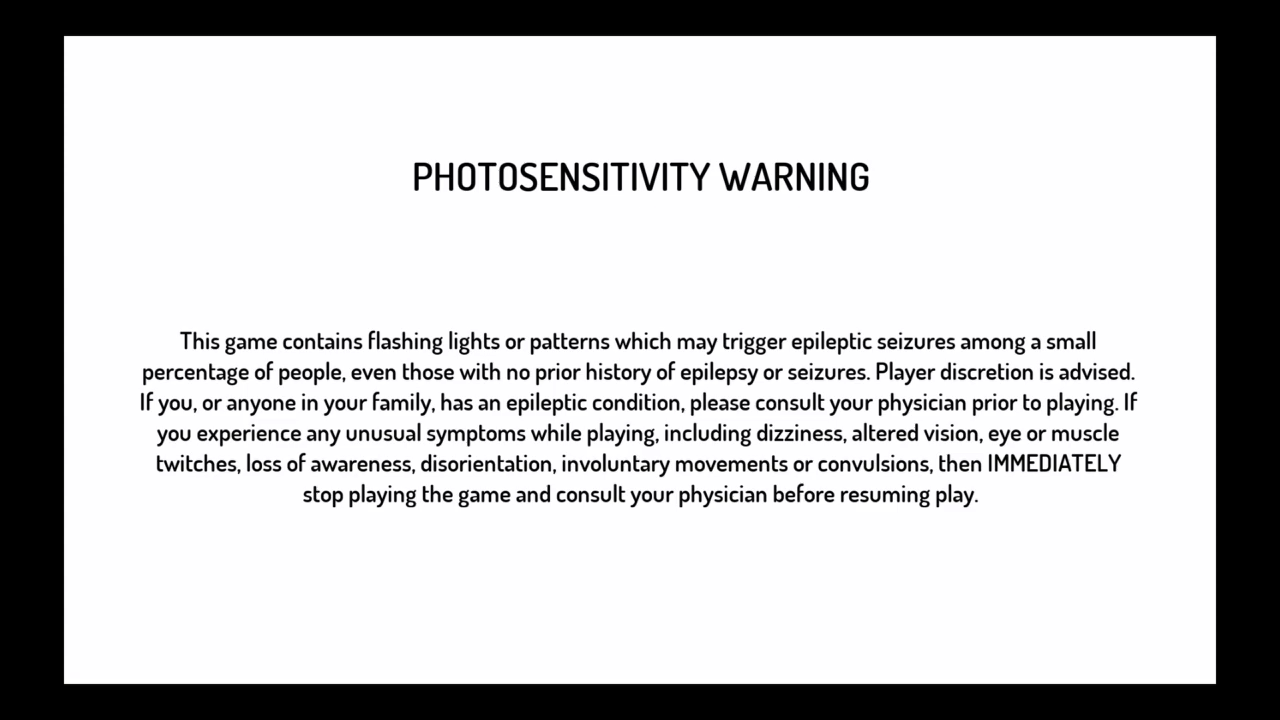 PHOTOSENSITIVITY WARNING
This game contains flashing lights or patterns which may trigger epileptic seizures among a small
percentage of people, even those with no prior history of epilepsy or seizures. Player discretion is advised.
If you, or anyone in your family, has an epileptic condition, please consult your physician prior to playing. If
you experience any unusual symptoms while playing, including dizziness, altered vision, eye or muscle
twitches, loss of awareness, disorientation, involuntary movements or convulsions, then IMMEDIATELY
stop playing the game and consult your physician before resuming play.